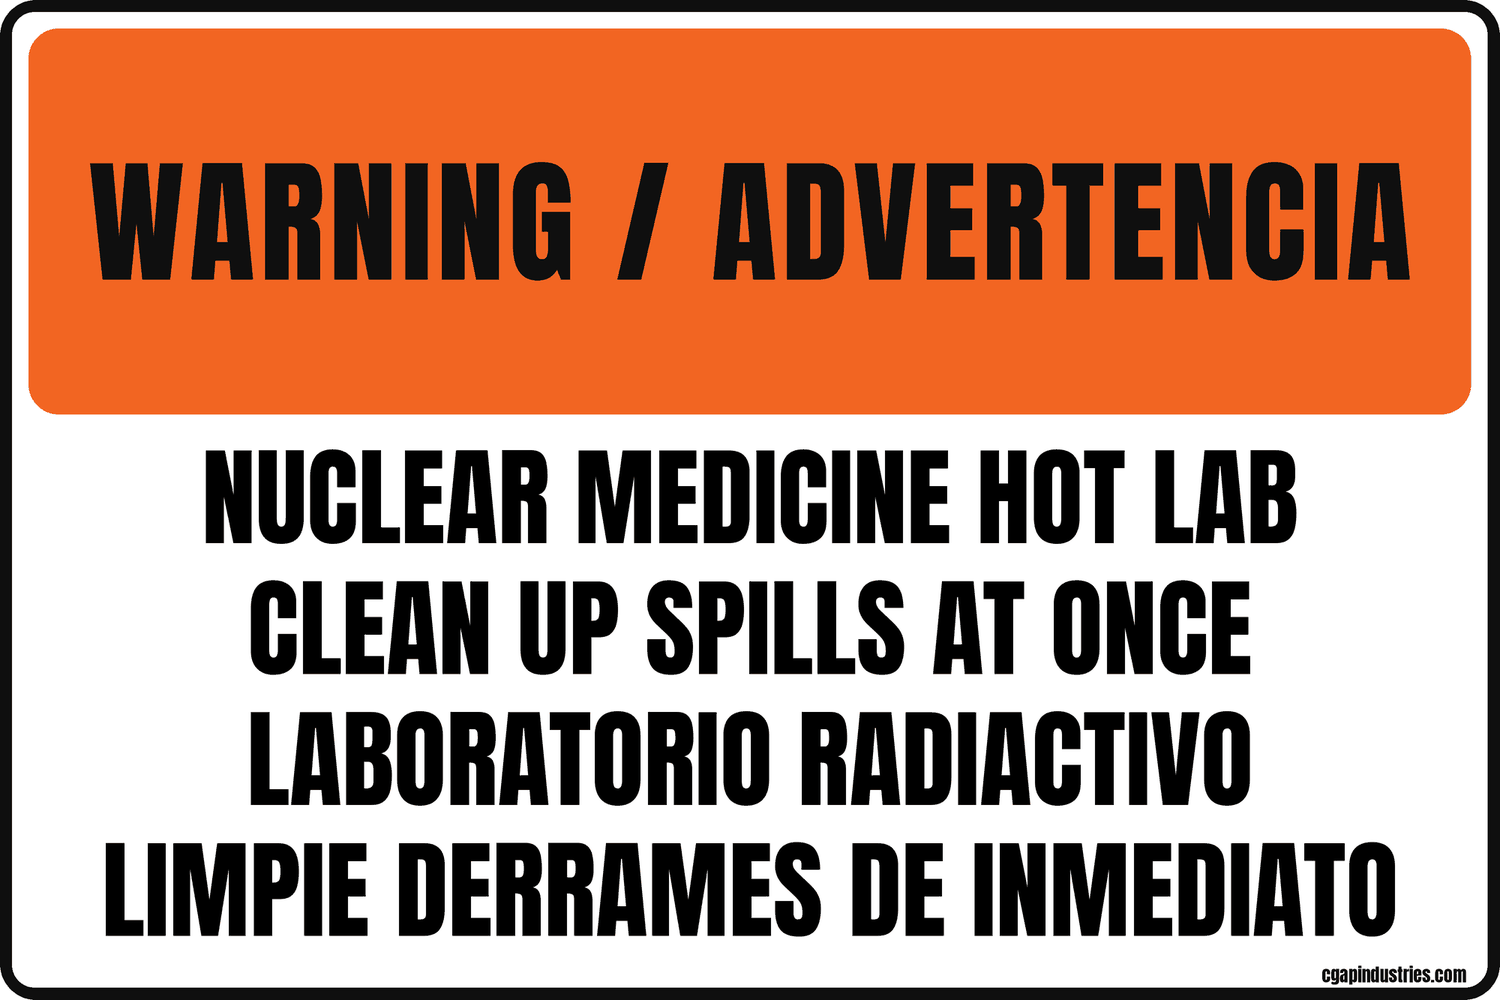 WARNING / ADVERTENCIA
NUCLEAR MEDICINE HOT LAB
CLEAN UP SPILLS AT ONCE
LABORATORIO RADIACTIVO
LIMPIE DERRAMES DE INMEDIATO
cgapindustries.com